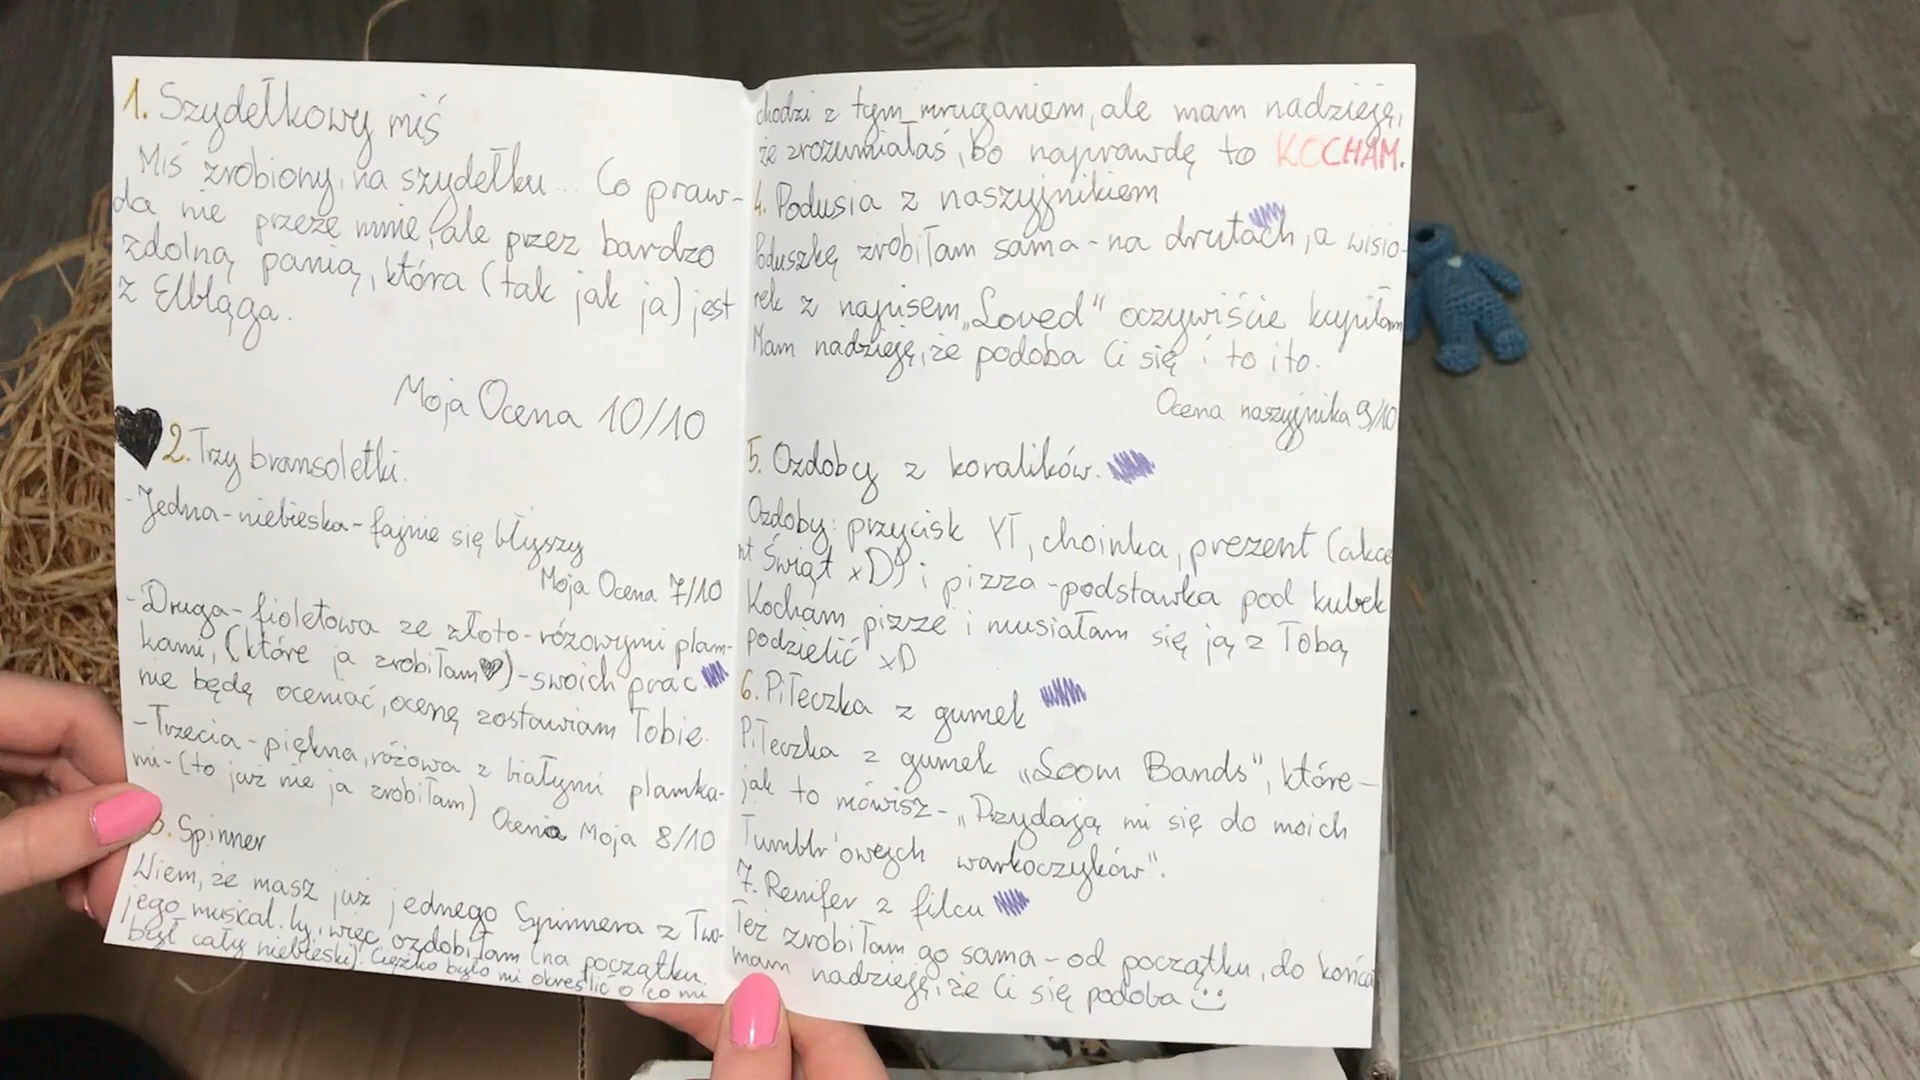 1. Szydełkowy miś
Miś zrobiony na szydełku... Co praw-
da nie przeze mnie, ale przez bardzo
zdolną panią, która (tak jak ja) jest
z Elbląga.
Moja Ocena 10/10
2. Trzy bransoletki.
-Jedna-niebieska-fajnie się błyszy
Moja Ocena 7/10
-Druga-fioletowa ze złoto-różowymi plam-
kami, (które ja zrobiłam♥)-swoich prac
nie będę oceniać, ocenę zostawiam Tobie.
-Trzecia-piękna, różowa z białymi plamka-
mi-(to już nie ja zrobiłam)
Ocena Moja 8/10
3. Spinner
Wiem, że masz już jednego Spinnera z Two-
jego musical.ly, więc ozdobiłam (na początku
był cały niebieski). Ciężko było mi określić o co mi
chodzi z tym mruganiem, ale mam nadzieję,
że zrozumiałaś, bo naprawdę to KOCHAM.
4. Podusia z naszyjnikiem
Poduszkę zrobiłam sama-na drutach, a wisio-
rek z napisem „Loved" oczywiście kupiłam
Mam nadzieję, że podoba Ci się i to i to.
Ocena naszyjnika 9/10
5. Ozdoby z koralików.
Ozdoby: przycisk YT, choinka, prezent (akce
nt Świąt xD) i pizza-podstawka pod kubek
Kocham pizzę i musiałam się ją z Tobą
podzielić xD
6. Piłeczka z gumek
Piłeczka z gumek „Loom Bands", które-
jak to mówisz-„Przydają mi się do moich
Tumblr'owych warkoczyków".
7. Renifer z filcu
Też zrobiłam go sama-od początku, do końca
mam nadzieję, że Ci się podoba :)